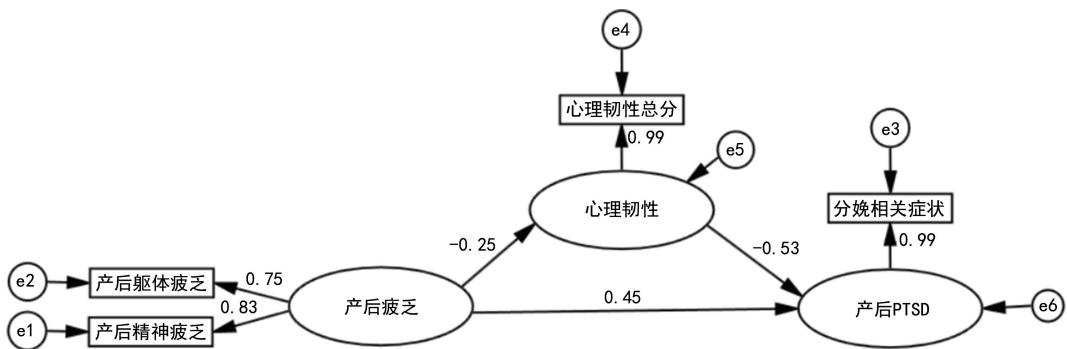 e4
心理韧性总分
0.99
e5
心理韧性
e3
分娩相关症状
0.99
-0.25
-0.53
e2
产后躯体疲乏
0.75
产后疲乏
0.45
产后PTSD
e6
0.83
e1
产后精神疲乏